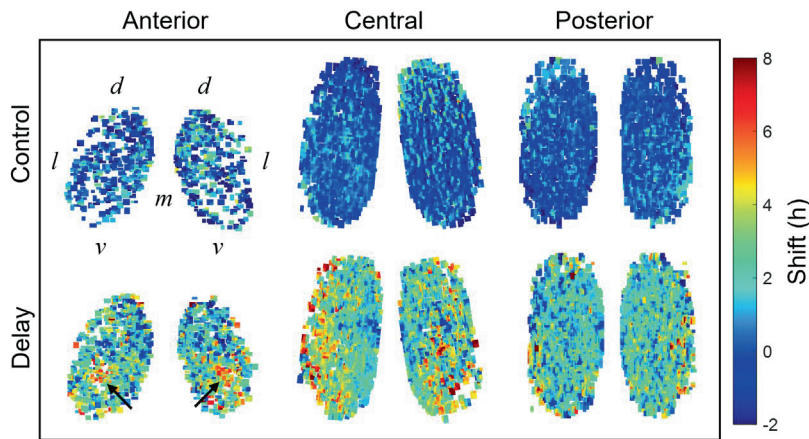 Anterior Central Posterior
Control
d d
l l
m
v v
Delay
8
6
4
2
0
-2
Shift (h)